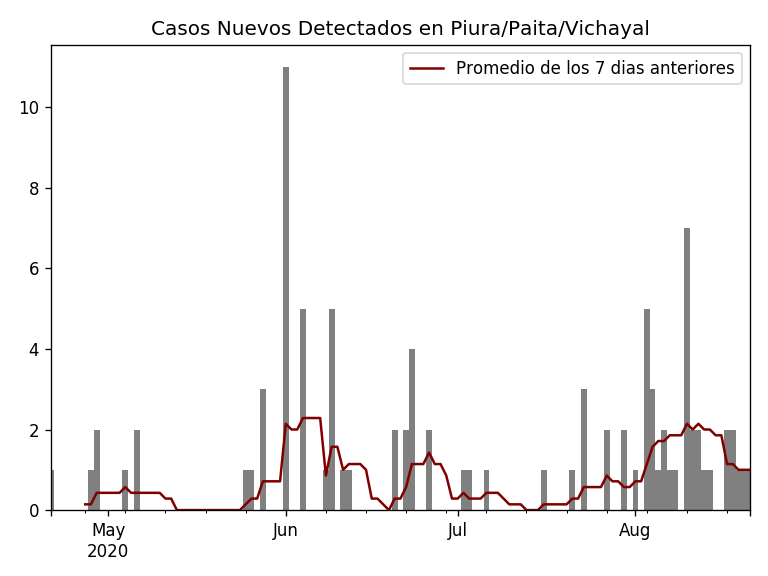 Casos Nuevos Detectados en Piura/Paita/Vichayal
Promedio de los 7 dias anteriores
10
8
6
4
2
0
May
2020
Jun
Jul
Aug